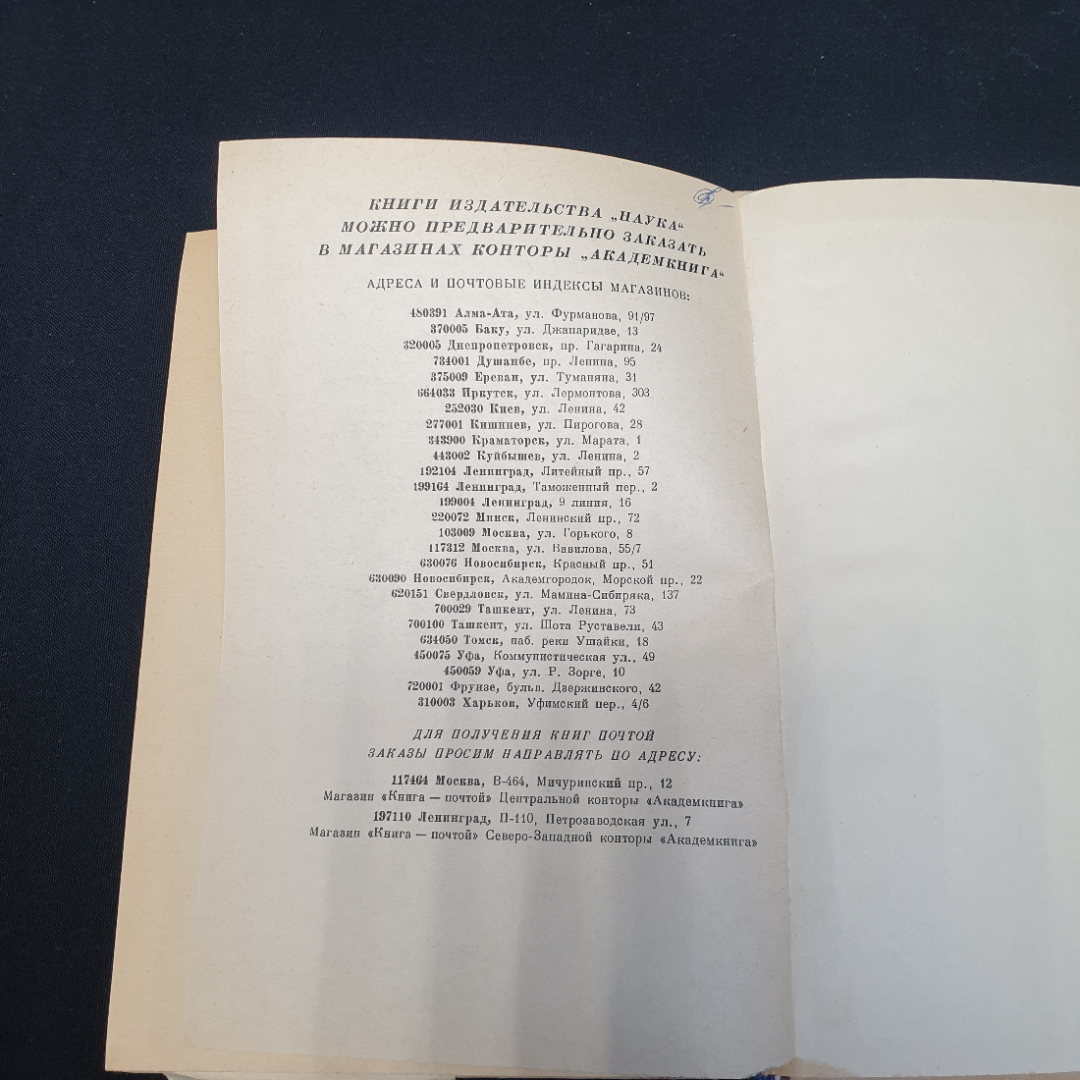 КНИГИ ИЗДАТЕЛЬСТВА „НАУКА“
МОЖНО ПРЕДВАРИТЕЛЬНО ЗАКАЗАТЬ
В МАГАЗИНАХ КОНТОРЫ „АКАДЕМКНИГА“
АДРЕСА И ПОЧТОВЫЕ ИНДЕКСЫ МАГАЗИНОВ:
480391 Алма-Ата, ул. Фурманова, 91/97
370005 Баку, ул. Джапаридзе, 13
320005 Днепропетровск, пр. Гагарина, 24
734001 Душанбе, пр. Ленина, 95
375009 Ереван, ул. Туманяна, 31
664033 Иркутск, ул. Лермонтова, 303
252030 Киев, ул. Ленина, 42
277001 Кишинев, ул. Пирогова, 28
343900 Краматорск, ул. Марата, 1
443002 Куйбышев, ул. Ленина, 2
192104 Ленинград, Литейный пр., 57
199164 Ленинград, Таможенный пер., 2
199004 Ленинград, 9 линия, 16
220072 Минск, Ленинский пр., 72
103009 Москва, ул. Горького, 8
117312 Москва, ул. Вавилова, 55/7
630076 Новосибирск, Красный пр., 51
630090 Новосибирск, Академгородок, Морской пр., 22
620151 Свердловск, ул. Мамина-Сибиряка, 137
700029 Ташкент, ул. Ленина, 73
700100 Ташкент, ул. Шота Руставели, 43
634050 Томск, наб. реки Ушайки, 18
450075 Уфа, Коммунистическая ул., 49
450059 Уфа, ул. Р. Зорге, 10
720001 Фрунзе, бульв. Дзержинского, 42
310003 Харьков, Уфимский пер., 4/6
ДЛЯ ПОЛУЧЕНИЯ КНИГ ПОЧТОЙ
ЗАКАЗЫ ПРОСИМ НАПРАВЛЯТЬ ПО АДРЕСУ:
117464 Москва, В-464, Мичуринский пр., 12
Магазин «Книга — почтой» Центральной конторы «Академкнига»
197110 Ленинград, П-110, Петрозаводская ул., 7
Магазин «Книга — почтой» Северо-Западной конторы «Академкнига»